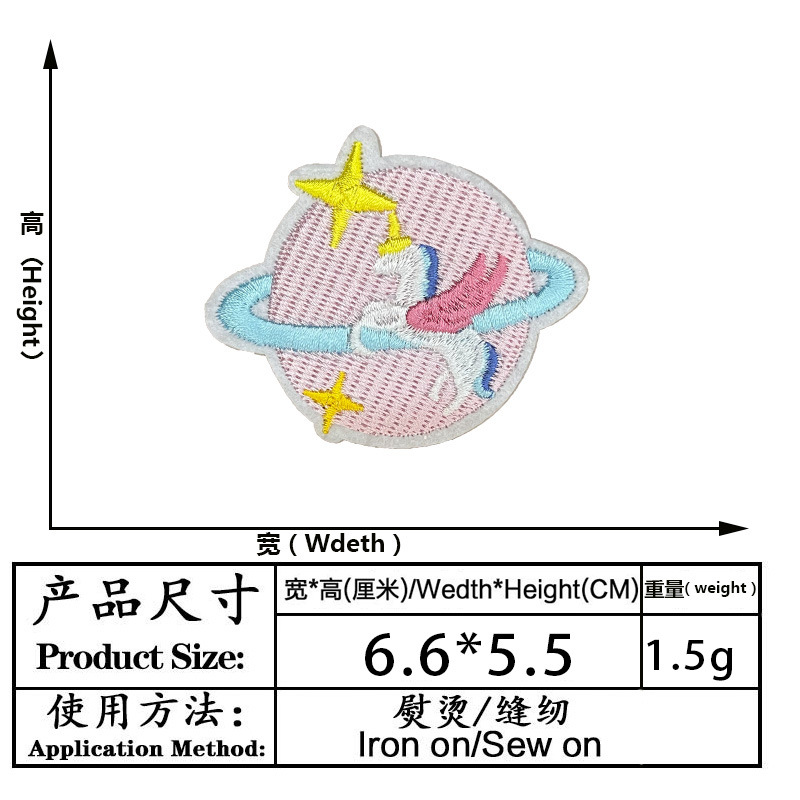 高（Height）
宽（Wdeth）
产品尺寸
Product Size:
宽*高(厘米)/Wedth*Height(CM)
重量( weight )
6.6*5.5
1.5g
使用方法:
Application Method:
熨烫/缝纫
Iron on/Sew on